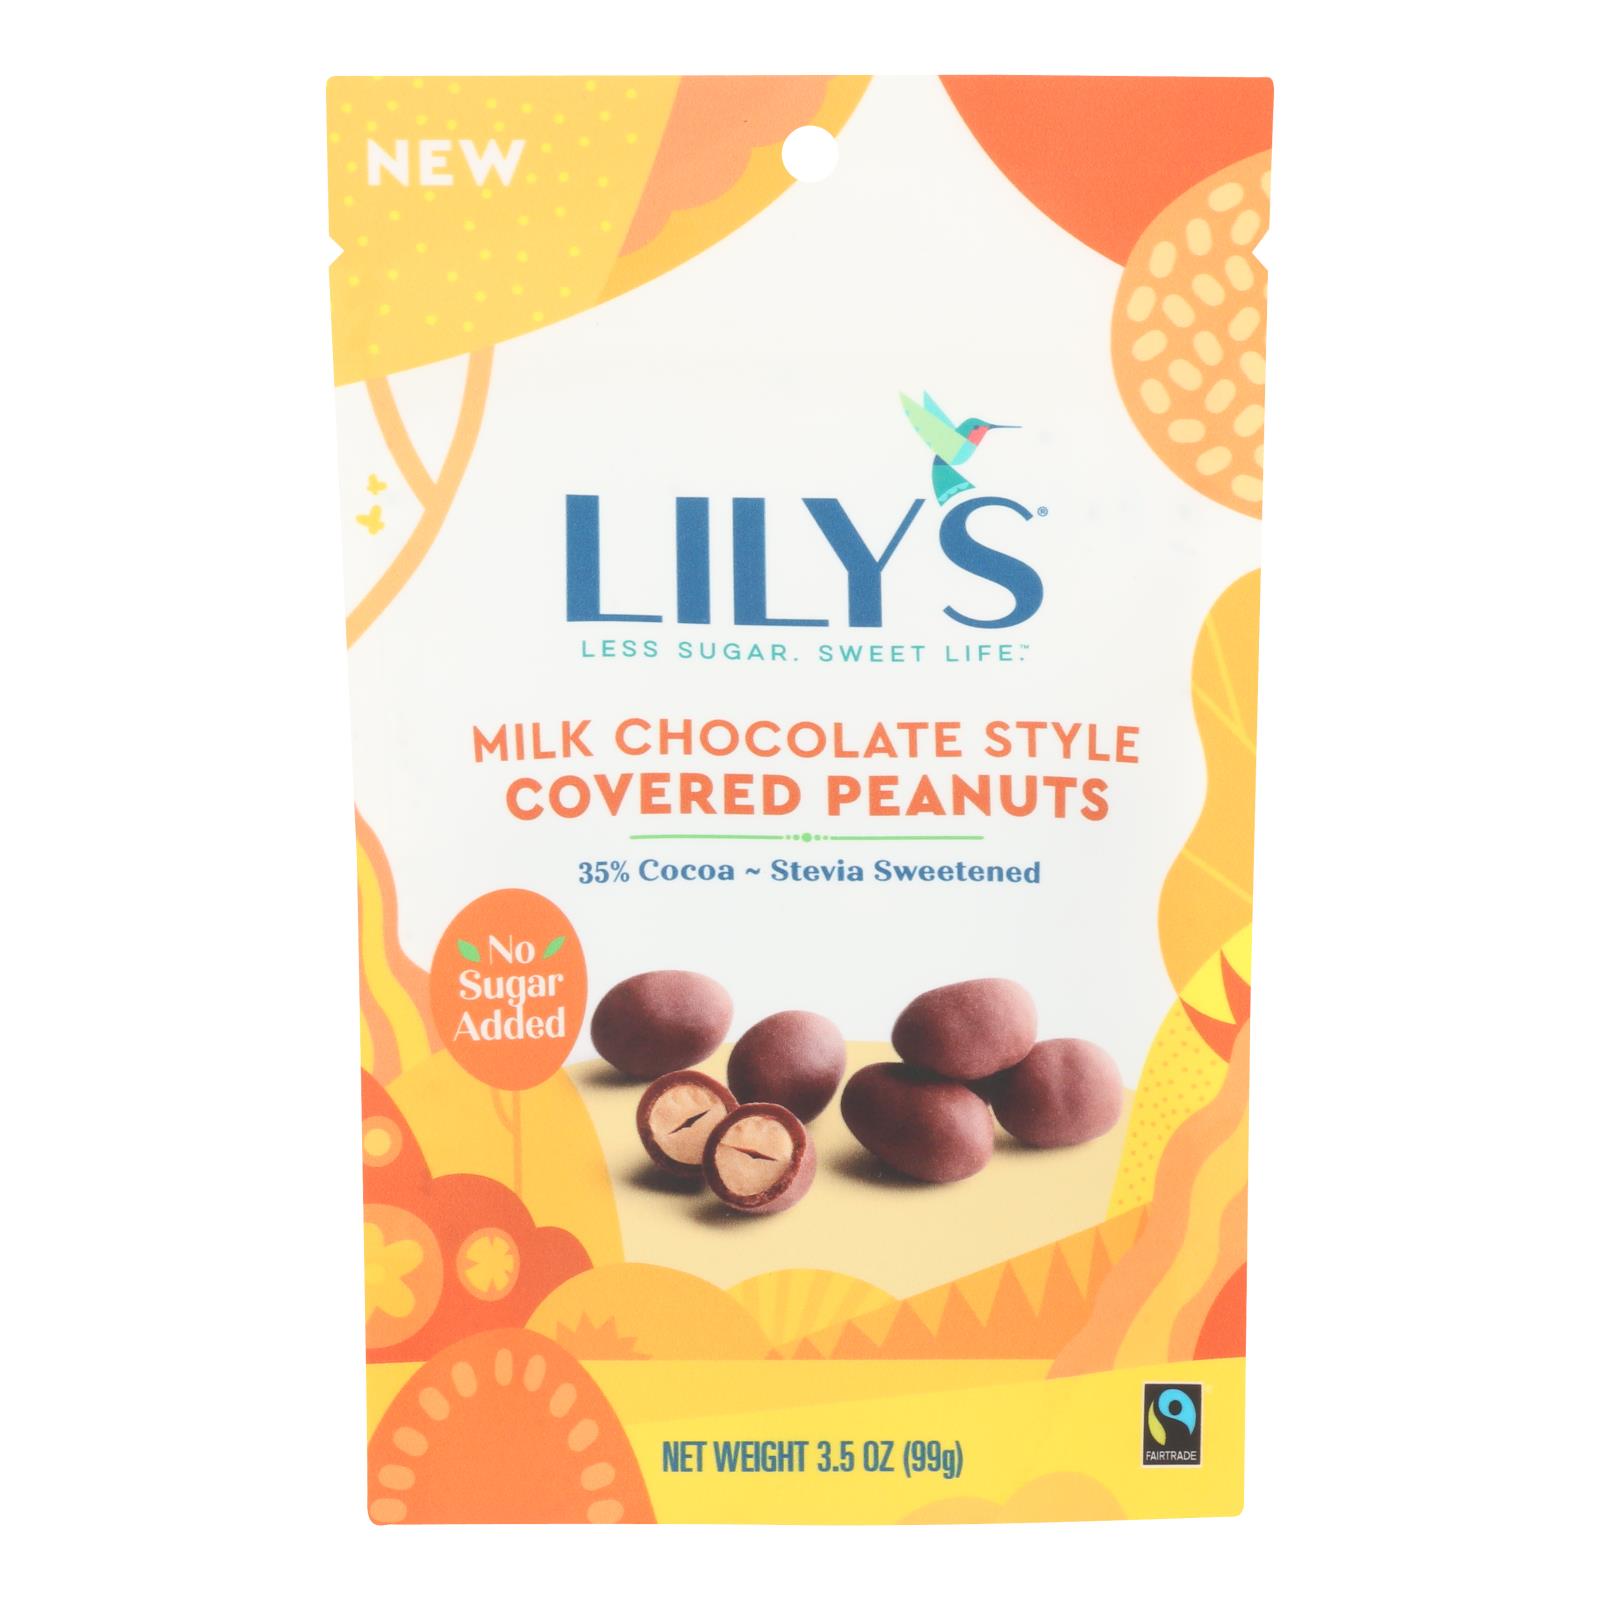 NEW
LILY'S®
LESS SUGAR. SWEET LIFE.™
MILK CHOCOLATE STYLE
COVERED PEANUTS
35% Cocoa ~ Stevia Sweetened
No
Sugar
Added
NET WEIGHT 3.5 OZ (99g)
FAIRTRADE